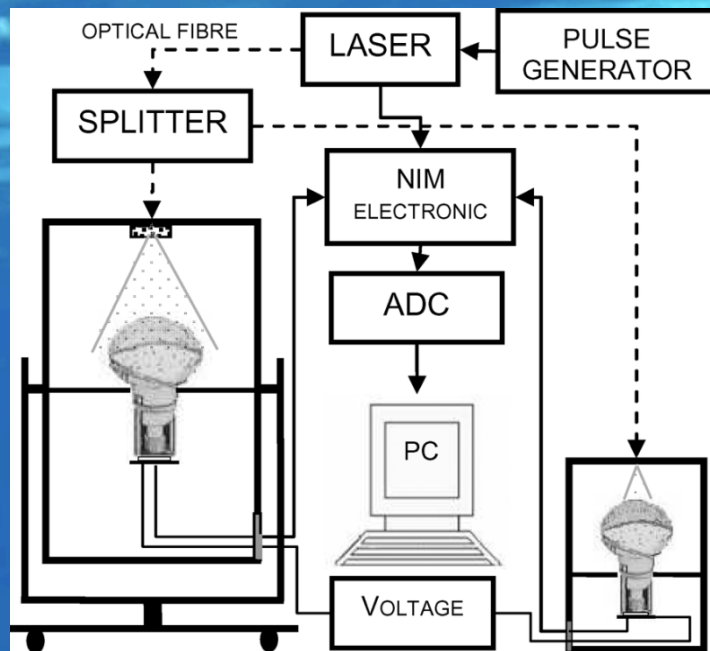 OPTICAL FIBRE
LASER
PULSE
GENERATOR
SPLITTER
NIM
ELECTRONIC
ADC
PC
VOLTAGE